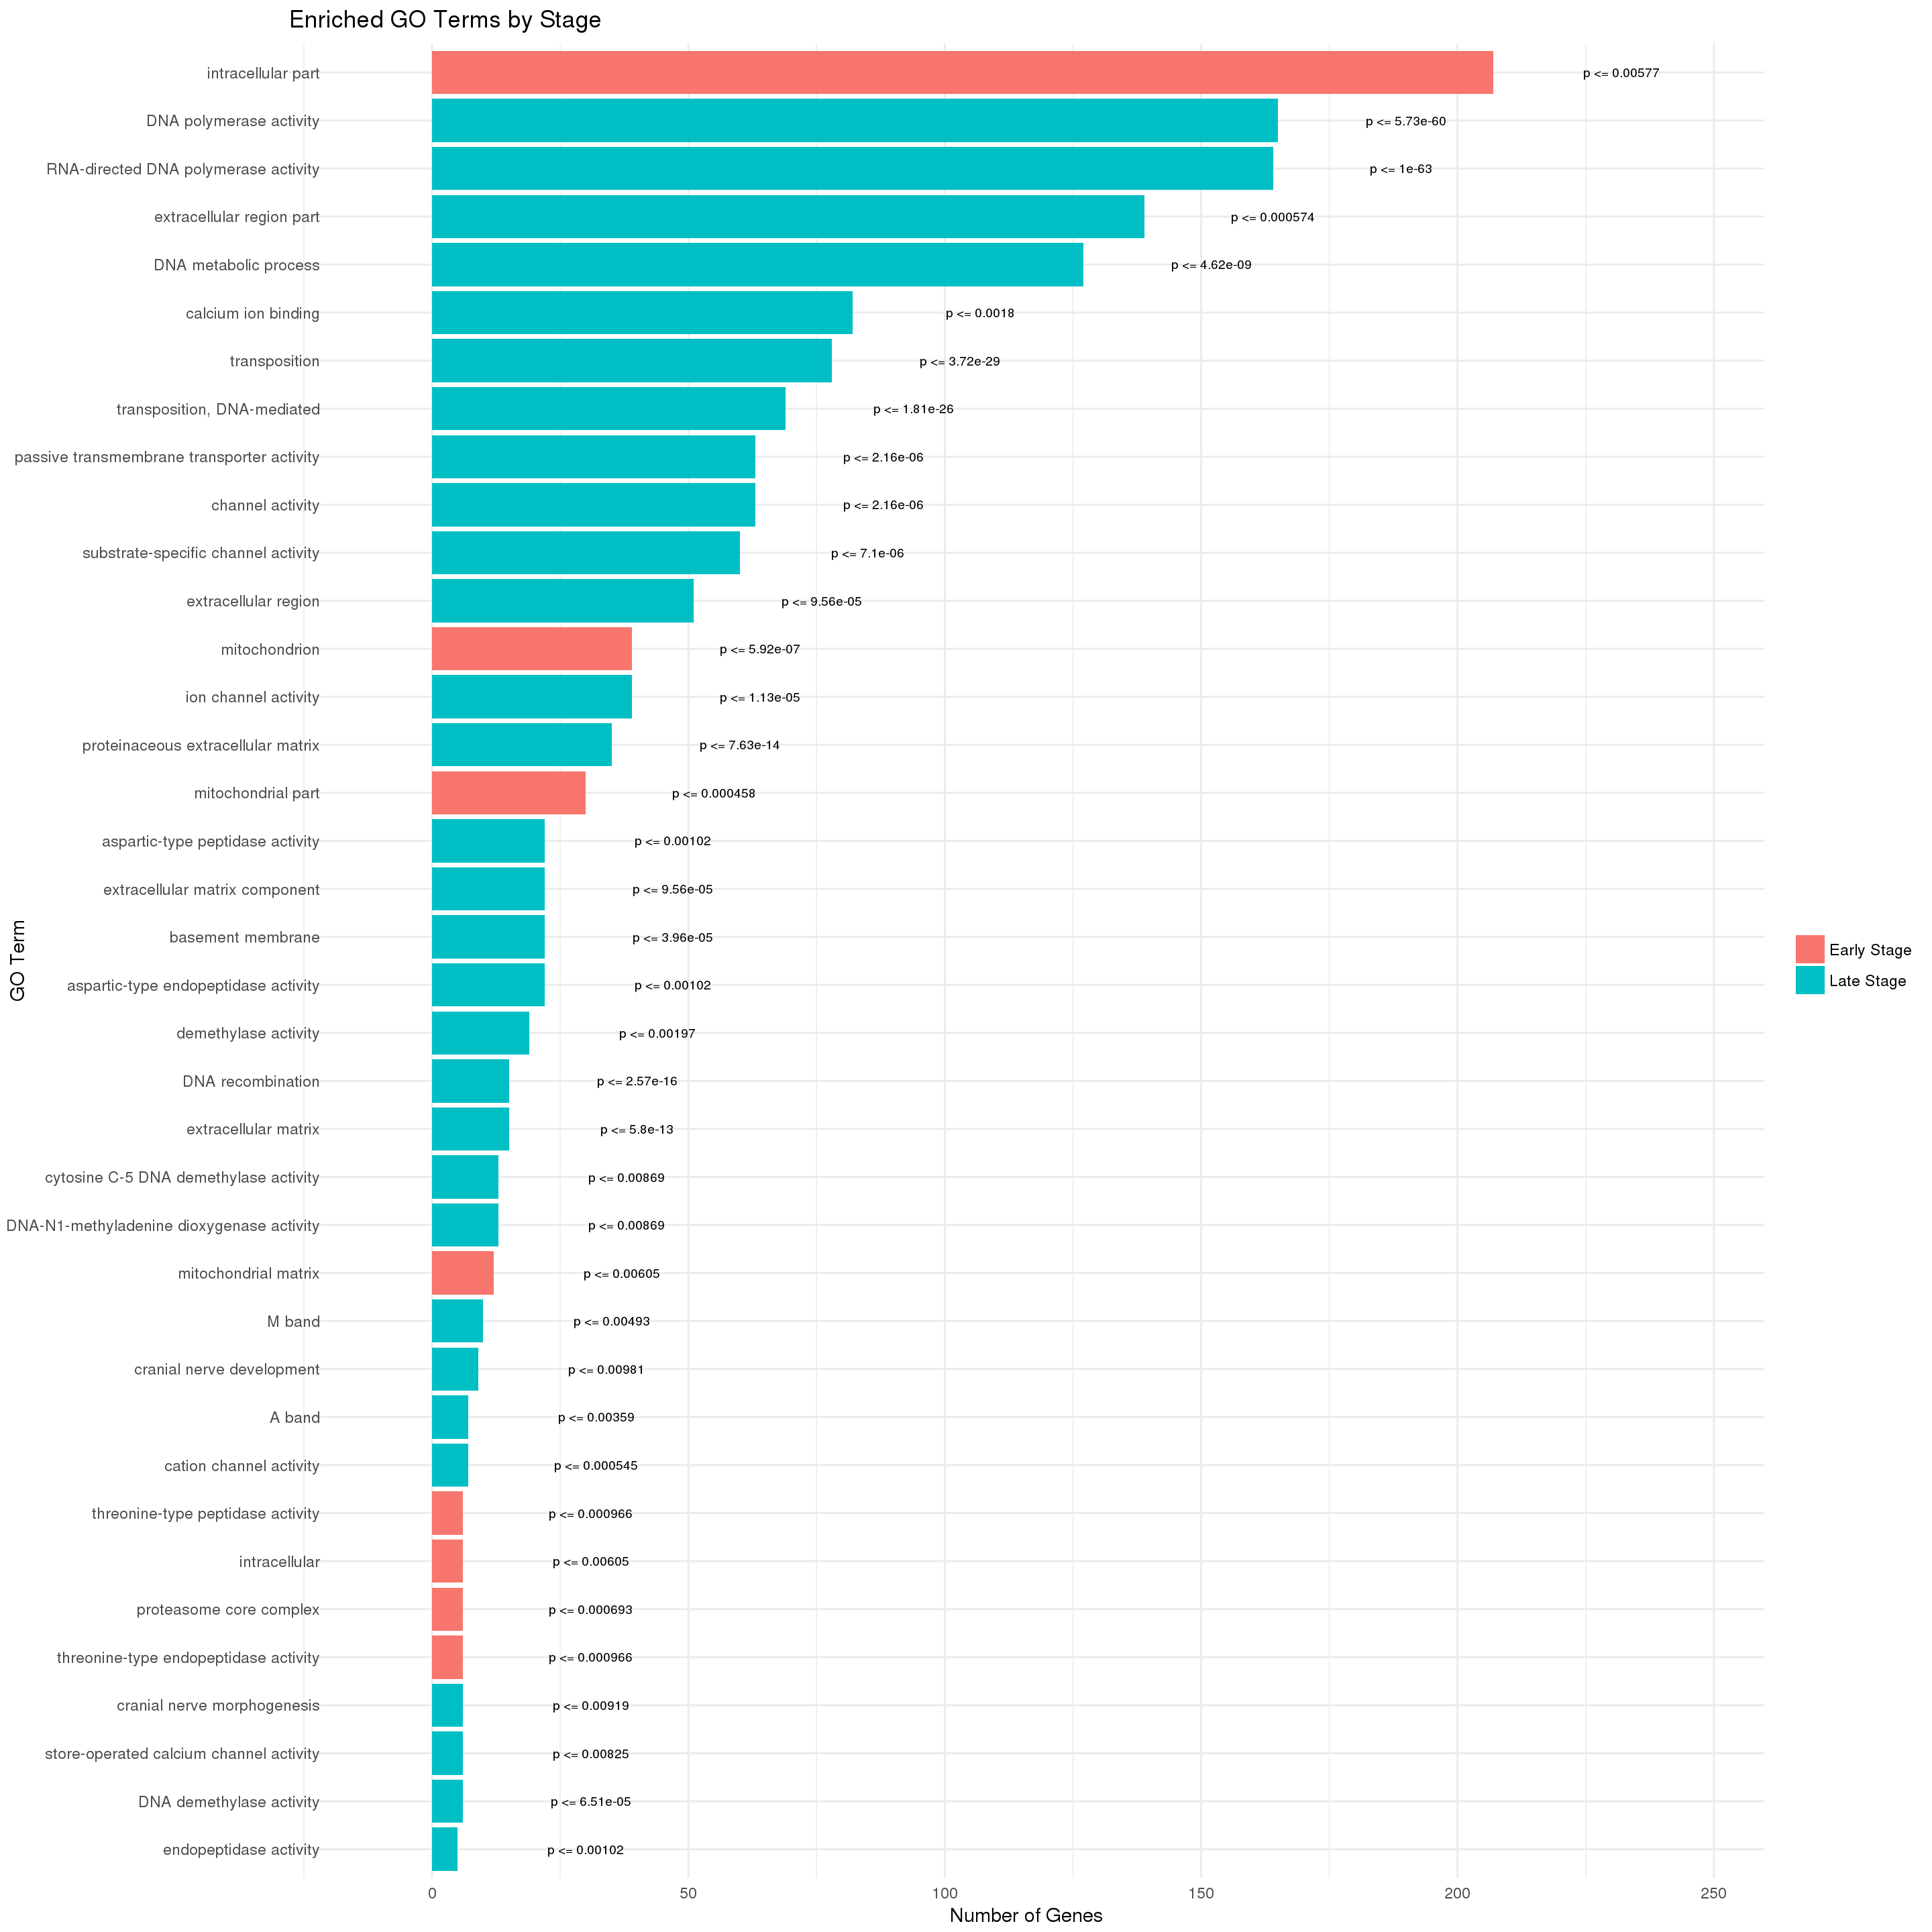 Enriched GO Terms by Stage
intracellular part p <= 0.00577
DNA polymerase activity p <= 5.73e-60
RNA-directed DNA polymerase activity p <= 1e-63
extracellular region part p <= 0.000574
DNA metabolic process p <= 4.62e-09
calcium ion binding p <= 0.0018
transposition p <= 3.72e-29
transposition, DNA-mediated p <= 1.81e-26
passive transmembrane transporter activity p <= 2.16e-06
channel activity p <= 2.16e-06
substrate-specific channel activity p <= 7.1e-06
extracellular region p <= 9.56e-05
mitochondrion p <= 5.92e-07
ion channel activity p <= 1.13e-05
proteinaceous extracellular matrix p <= 7.63e-14
mitochondrial part p <= 0.000458
aspartic-type peptidase activity p <= 0.00102
extracellular matrix component p <= 9.56e-05
basement membrane p <= 3.96e-05
aspartic-type endopeptidase activity p <= 0.00102
demethylase activity p <= 0.00197
DNA recombination p <= 2.57e-16
extracellular matrix p <= 5.8e-13
cytosine C-5 DNA demethylase activity p <= 0.00869
DNA-N1-methyladenine dioxygenase activity p <= 0.00869
mitochondrial matrix p <= 0.00605
M band p <= 0.00493
cranial nerve development p <= 0.00981
A band p <= 0.00359
cation channel activity p <= 0.000545
threonine-type peptidase activity p <= 0.000966
intracellular p <= 0.00605
proteasome core complex p <= 0.000693
threonine-type endopeptidase activity p <= 0.000966
cranial nerve morphogenesis p <= 0.00919
store-operated calcium channel activity p <= 0.00825
DNA demethylase activity p <= 6.51e-05
endopeptidase activity p <= 0.00102
0 50 100 150 200 250
Number of Genes
GO Term
Early Stage
Late Stage